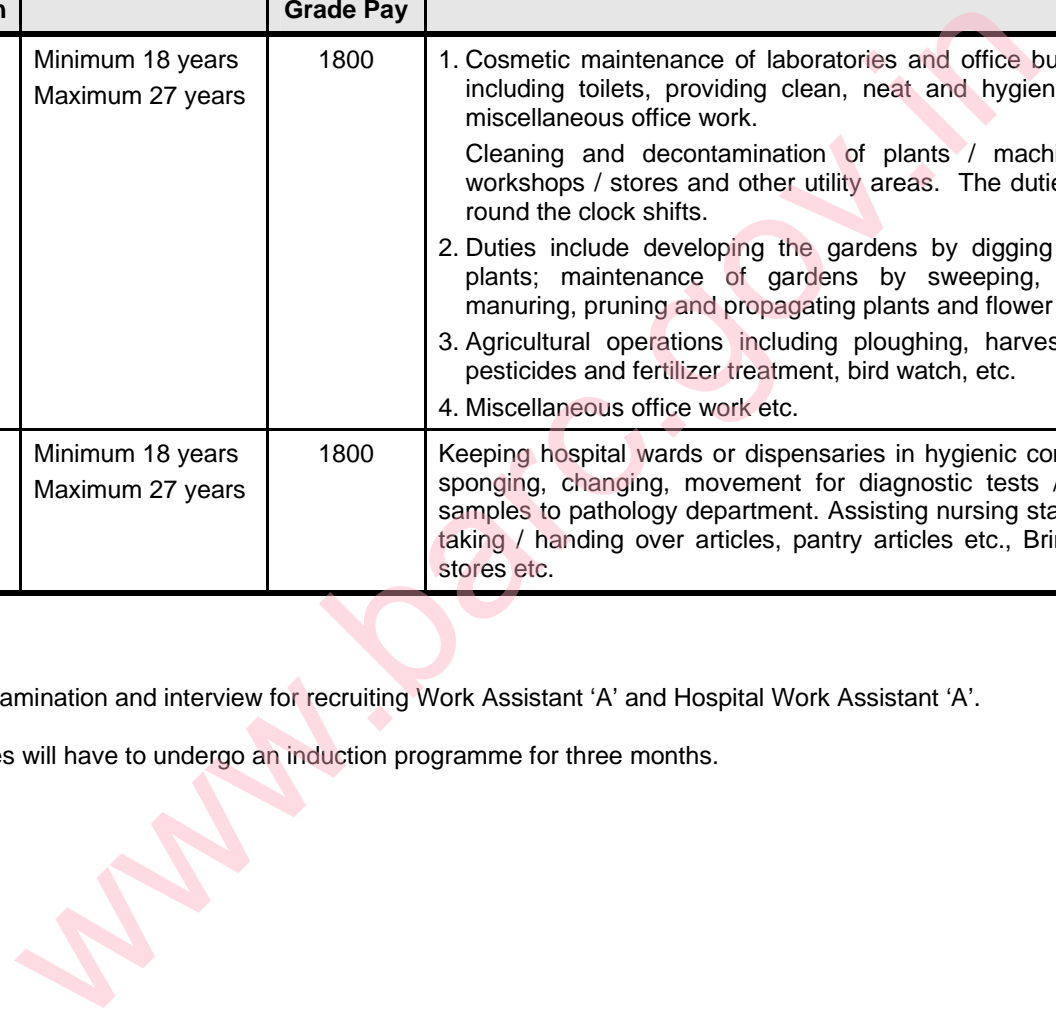 Grade Pay
Minimum 18 years
Maximum 27 years
1800
1. Cosmetic maintenance of laboratories and office bu
including toilets, providing clean, neat and hygien
miscellaneous office work.
Cleaning and decontamination of plants / machi
workshops / stores and other utility areas. The dutie
round the clock shifts.
2. Duties include developing the gardens by digging
plants; maintenance of gardens by sweeping,
manuring, pruning and propagating plants and flower
3. Agricultural operations including ploughing, harves
pesticides and fertilizer treatment, bird watch, etc.
4. Miscellaneous office work etc.
Minimum 18 years
Maximum 27 years
1800
Keeping hospital wards or dispensaries in hygienic con
sponging, changing, movement for diagnostic tests /
samples to pathology department. Assisting nursing sta
taking / handing over articles, pantry articles etc., Brin
stores etc.
amination and interview for recruiting Work Assistant ‘A’ and Hospital Work Assistant ‘A’.
es will have to undergo an induction programme for three months.
www.barc.gov.in